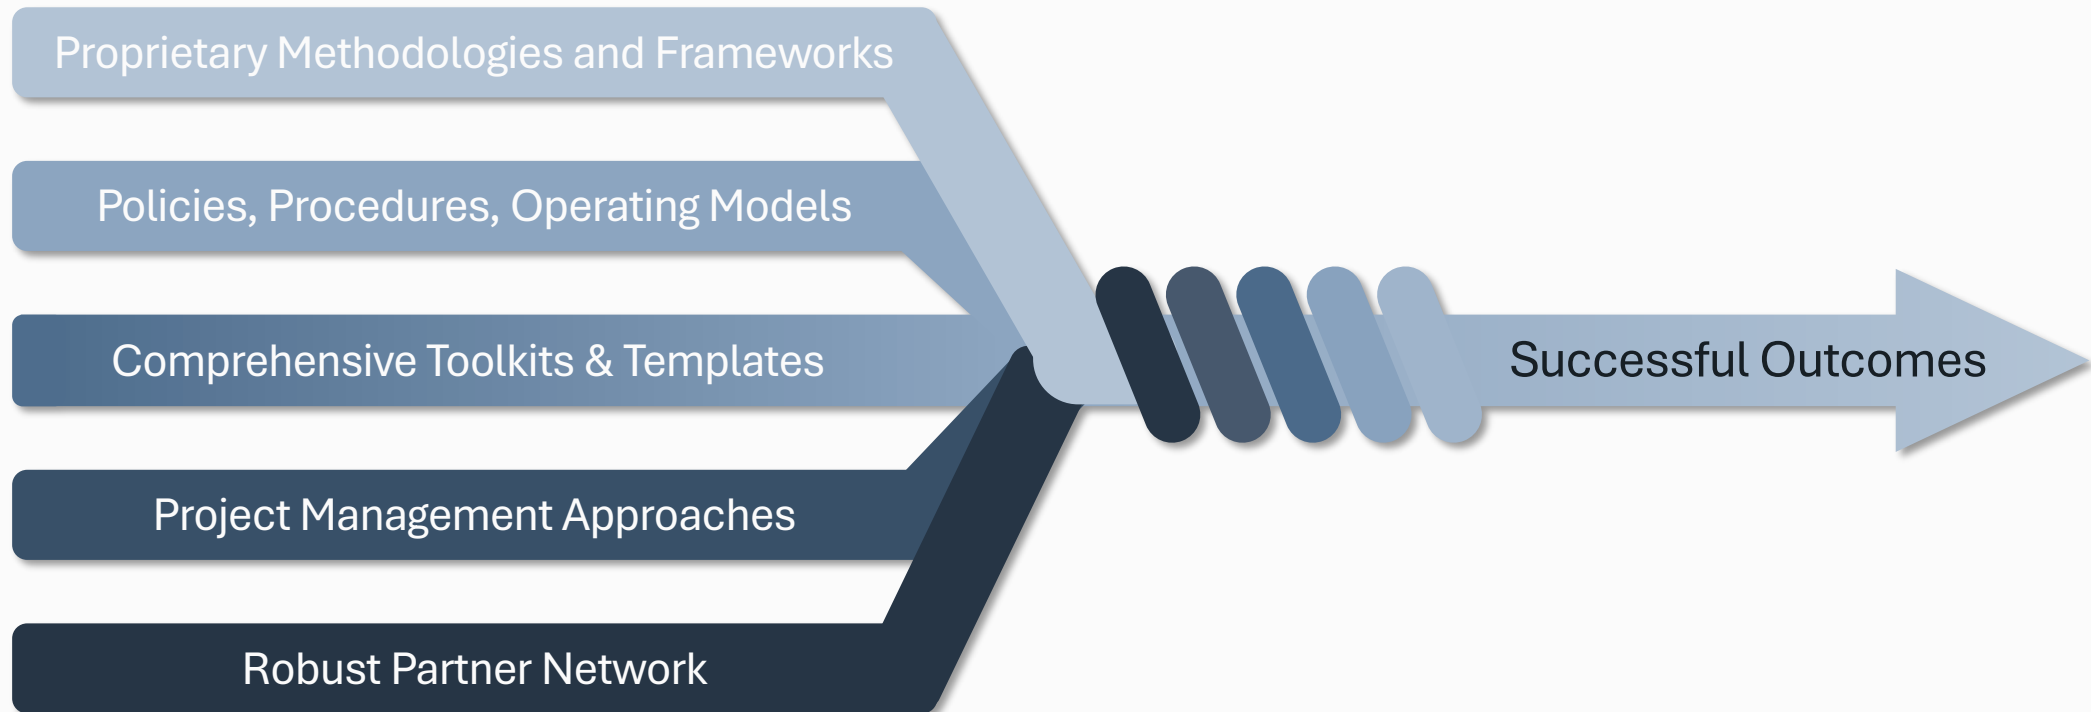 Proprietary Methodologies and Frameworks
Policies, Procedures, Operating Models
Comprehensive Toolkits & Templates
Successful Outcomes
Project Management Approaches
Robust Partner Network